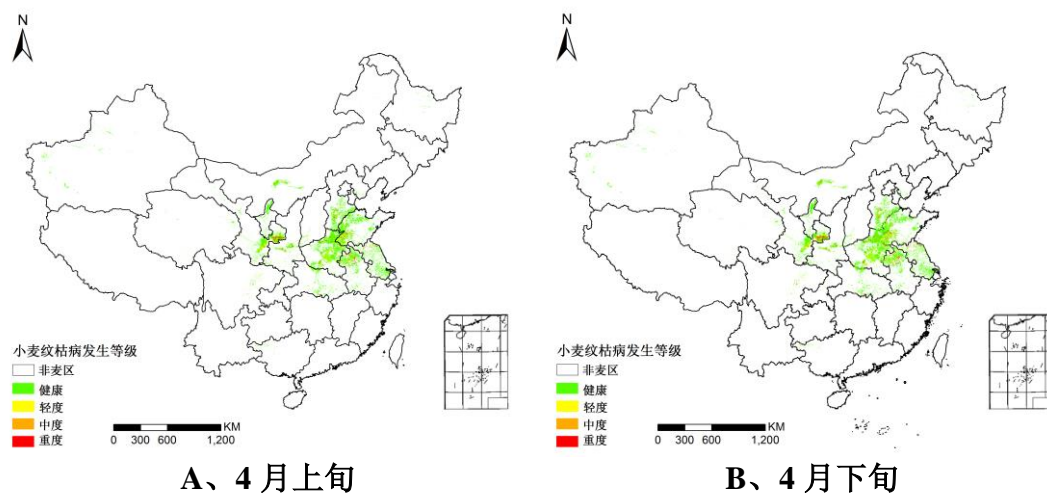 N
小麦纹枯病发生等级
非麦区
健康
轻度
中度
重度
KM
0 300 600 1,200
A、4 月上旬
N
小麦纹枯病发生等级
非麦区
健康
轻度
中度
重度
KM
0 300 600 1,200
B、4 月下旬